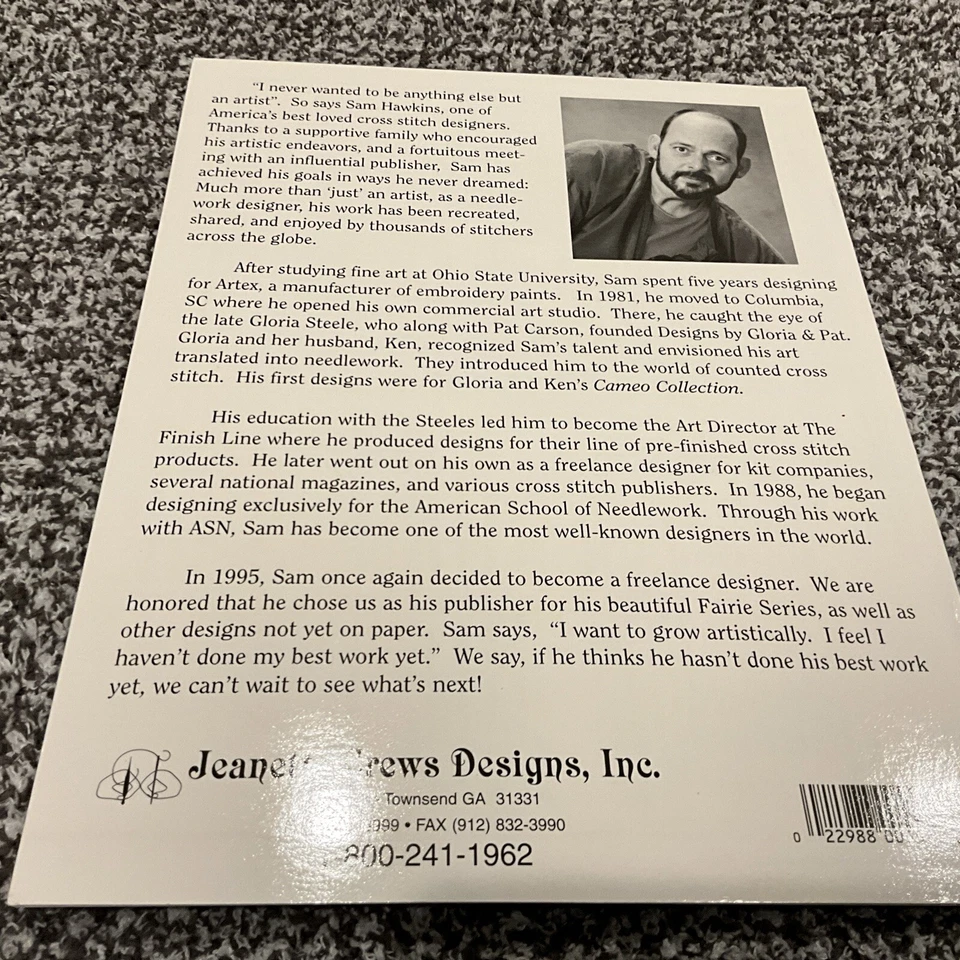 "I never wanted to be anything else but
an artist". So says Sam Hawkins, one of
America's best loved cross stitch designers.
Thanks to a supportive family who encouraged
his artistic endeavors, and a fortuitous meet-
ing with an influential publisher, Sam has
achieved his goals in ways he never dreamed:
Much more than 'just' an artist, as a needle-
work designer, his work has been recreated,
shared, and enjoyed by thousands of stitchers
across the globe.
After studying fine art at Ohio State University, Sam spent five years designing
for Artex, a manufacturer of embroidery paints. In 1981, he moved to Columbia,
SC where he opened his own commercial art studio. There, he caught the eye of
the late Gloria Steele, who along with Pat Carson, founded Designs by Gloria & Pat.
Gloria and her husband, Ken, recognized Sam's talent and envisioned his art
translated into needlework. They introduced him to the world of counted cross
stitch. His first designs were for Gloria and Ken's Cameo Collection.
His education with the Steeles led him to become the Art Director at The
Finish Line where he produced designs for their line of pre-finished cross stitch
products. He later went out on his own as a freelance designer for kit companies,
several national magazines, and various cross stitch publishers. In 1988, he began
designing exclusively for the American School of Needlework. Through his work
with ASN, Sam has become one of the most well-known designers in the world.
In 1995, Sam once again decided to become a freelance designer. We are
honored that he chose us as his publisher for his beautiful Fairie Series, as well as
other designs not yet on paper. Sam says, "I want to grow artistically. I feel I
haven't done my best work yet." We say, if he thinks he hasn't done his best work
yet, we can't wait to see what's next!
Designs, Inc.
Townsend GA 31331
• FAX (912) 832-3990
800-241-1962
0 22988